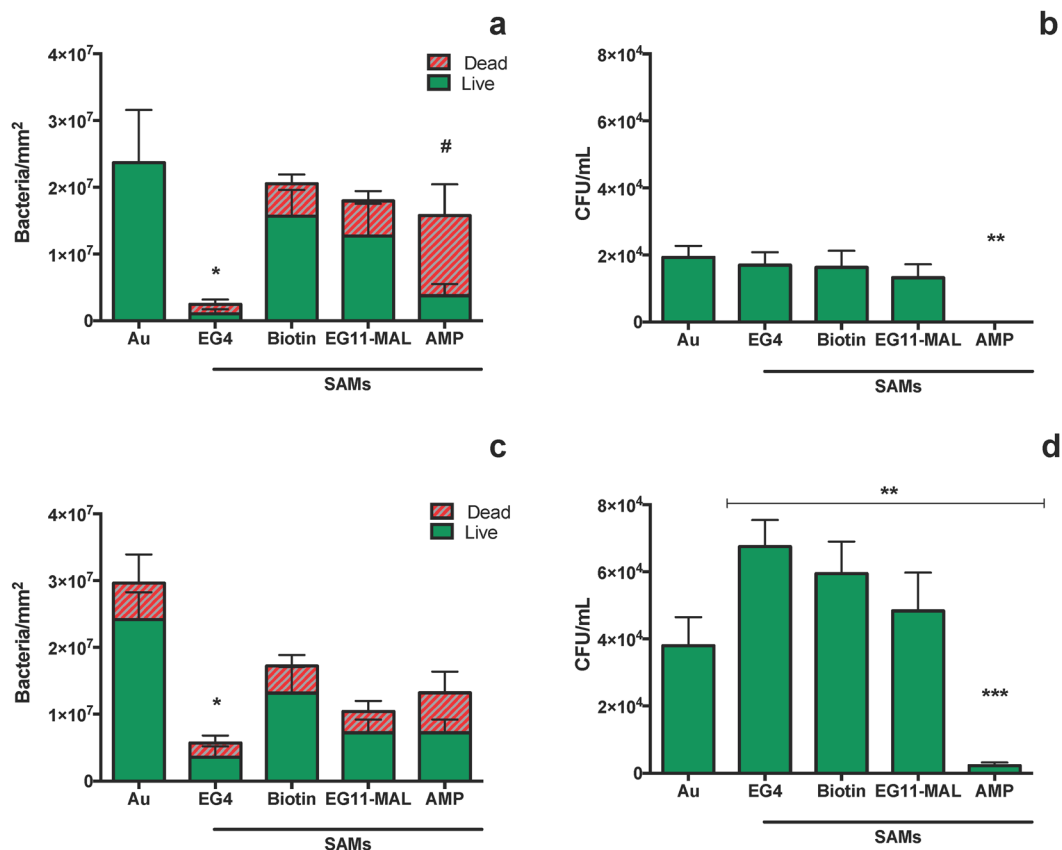 a
4×10⁷
3×10⁷
2×10⁷
1×10⁷
0
Bacteria/mm²
Dead
Live
*
#
Au EG4 Biotin EG11-MAL AMP
SAMs
b
8×10⁴
6×10⁴
4×10⁴
2×10⁴
0
CFU/mL
**
Au EG4 Biotin EG11-MAL AMP
SAMs
c
4×10⁷
3×10⁷
2×10⁷
1×10⁷
0
Bacteria/mm²
Dead
Live
*
Au EG4 Biotin EG11-MAL AMP
SAMs
d
8×10⁴
6×10⁴
4×10⁴
2×10⁴
0
CFU/mL
**
***
Au EG4 Biotin EG11-MAL AMP
SAMs